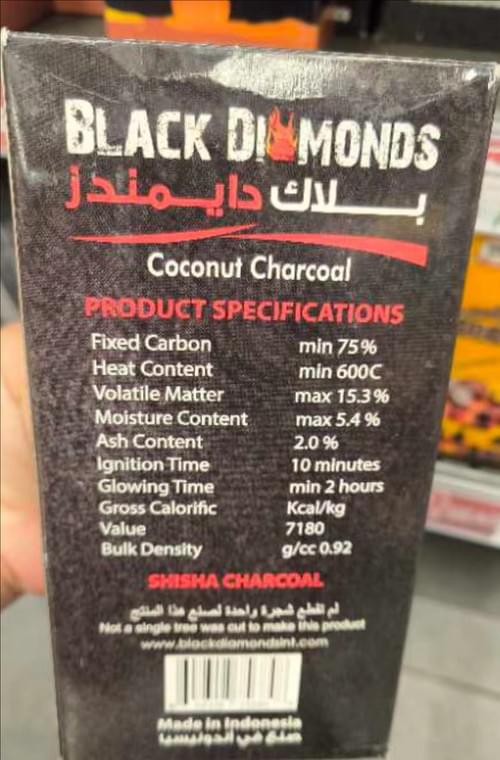 BLACK DIAMONDS
بلاك دايمندز
Coconut Charcoal
PRODUCT SPECIFICATIONS
Fixed Carbon min 75%
Heat Content min 600C
Volatile Matter max 15.3%
Moisture Content max 5.4 %
Ash Content 2.0 %
Ignition Time 10 minutes
Glowing Time min 2 hours
Gross Calorific Kcal/kg
Value 7180
Bulk Density g/cc 0.92
SHISHA CHARCOAL
لم تقطع شجرة واحدة لصنع هذا المنتج
Not a single tree was cut to make this product
www.blackdiamondsint.com
Made in Indonesia
صنع في أندونيسيا